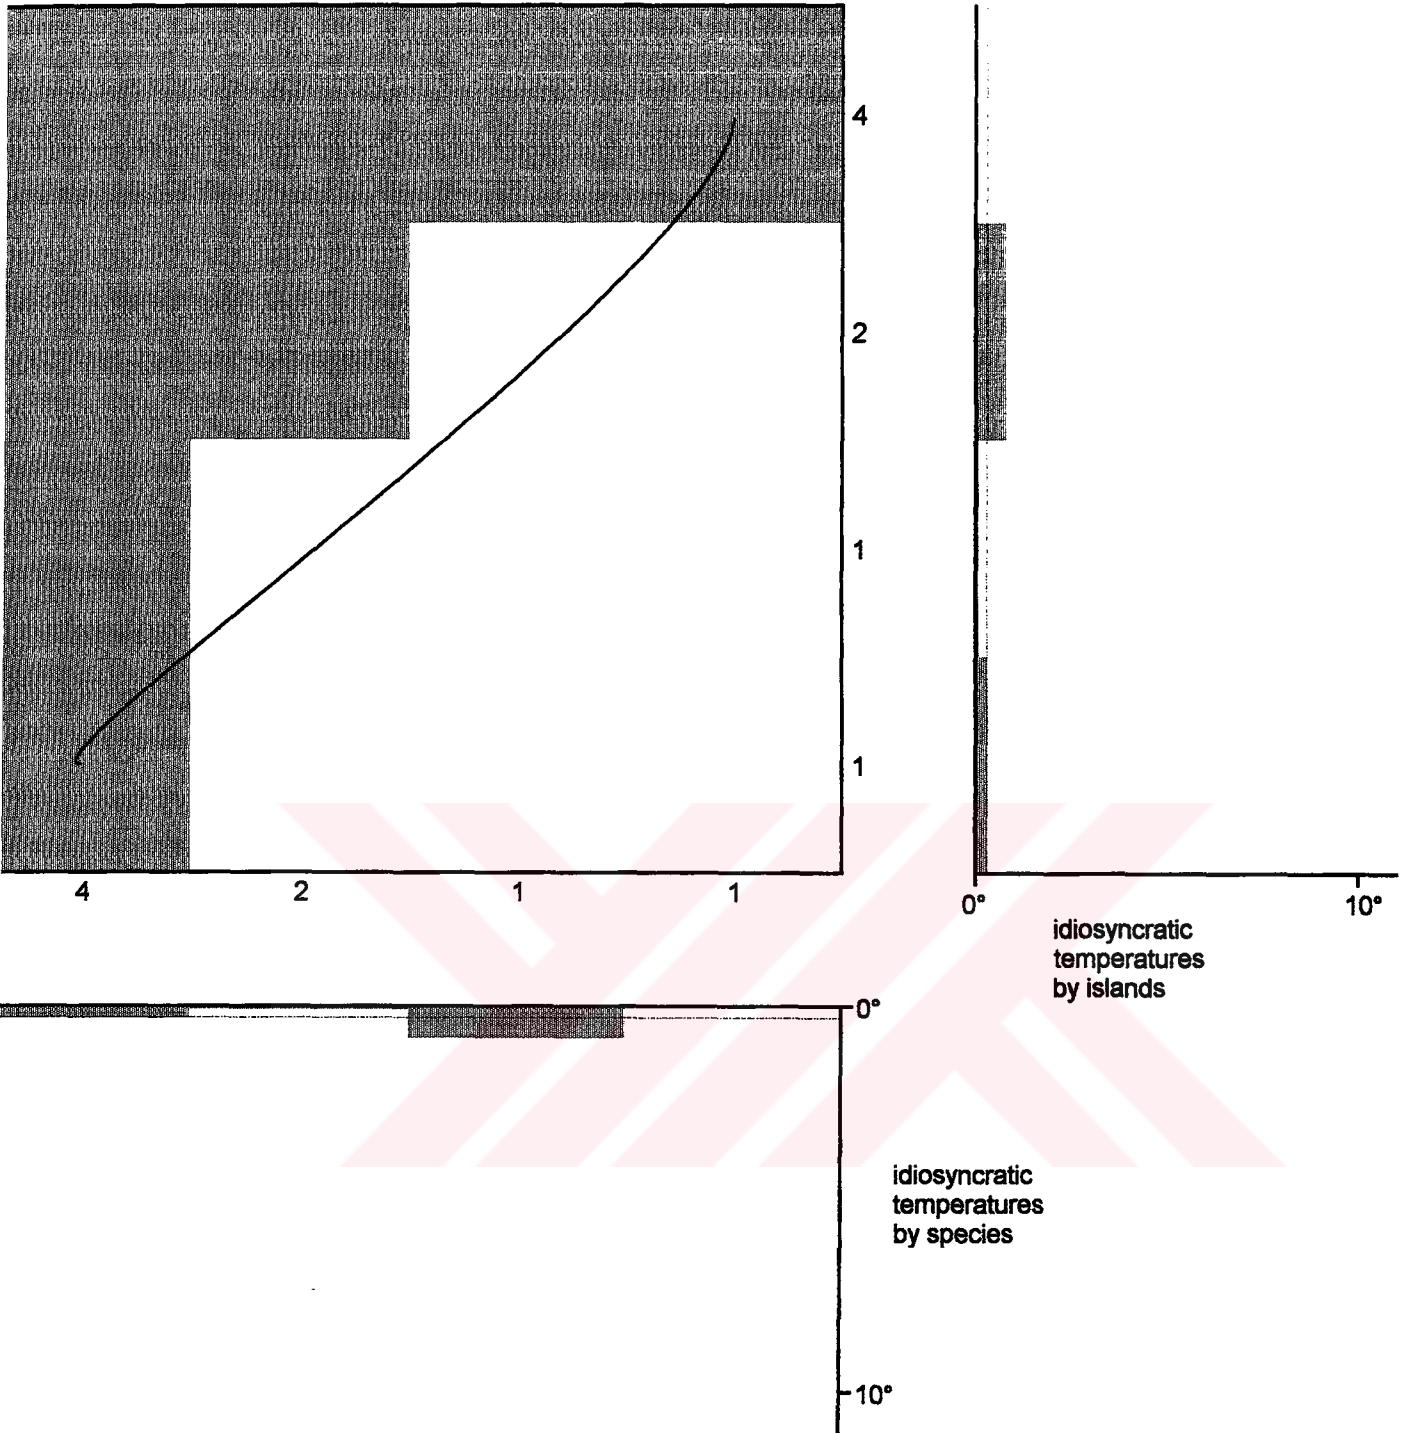 4
2
1
1
4 2 1 1
0° 10°
idiosyncratic
temperatures
by islands
0°
idiosyncratic
temperatures
by species
10°